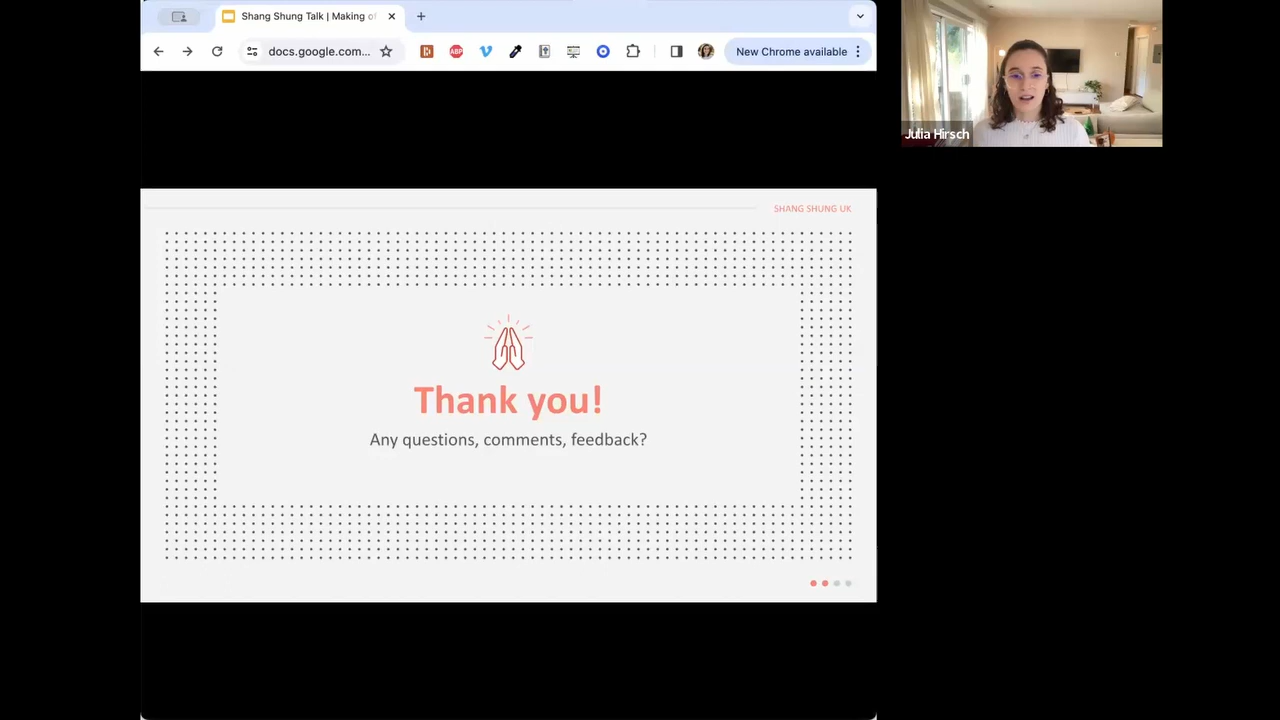 Shang Shung Talk | Making of
docs.google.com...
ABP
New Chrome available
Julia Hirsch
SHANG SHUNG UK
Thank you!
Any questions, comments, feedback?